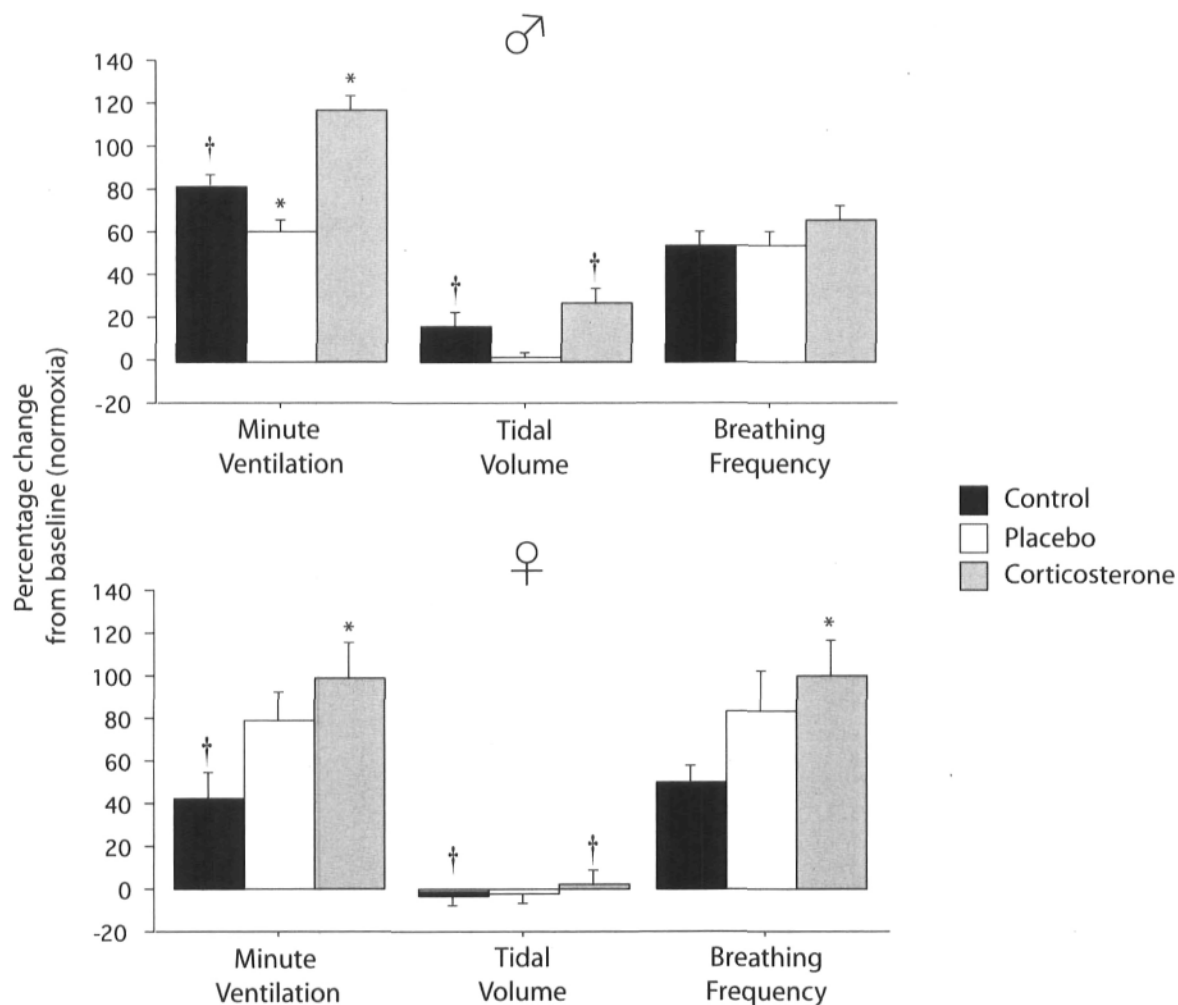 ♂
140
120
100
80
60
40
20
0
-20
†
*
*
†
†
Minute
Ventilation
Tidal
Volume
Breathing
Frequency
Percentage change
from baseline (normoxia)
Control
Placebo
Corticosterone
♀
140
120
100
80
60
40
20
0
-20
†
*
†
†
*
Minute
Ventilation
Tidal
Volume
Breathing
Frequency